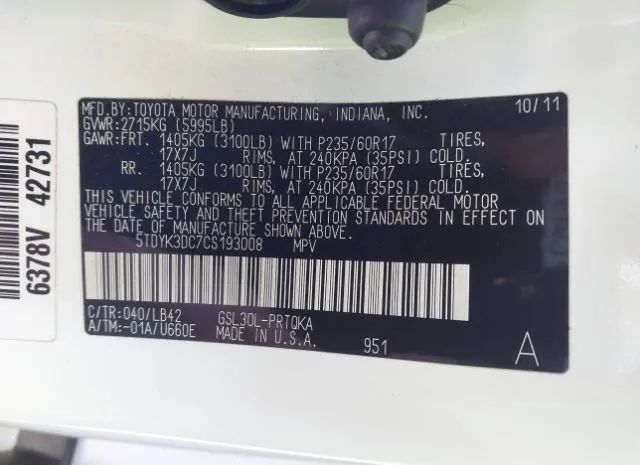 MFD.BY:TOYOTA MOTOR MANUFACTURING, INDIANA, INC. 10/11
GVWR:2715KG (5995LB)
GAWR:FRT. 1405KG (3100LB) WITH P235/60R17 TIRES,
17X7J RIMS, AT 240KPA (35PSI) COLD.
RR. 1405KG (3100LB) WITH P235/60R17 TIRES,
17X7J RIMS, AT 240KPA (35PSI) COLD.
THIS VEHICLE CONFORMS TO ALL APPLICABLE FEDERAL MOTOR
VEHICLE SAFETY AND THEFT PREVENTION STANDARDS IN EFFECT ON
THE DATE OF MANUFACTURE SHOWN ABOVE.
5TDYK3DC7CS193008 MPV
C/TR:040/LB42 GSL30L-PRTQKA
A/TM:-01A/U660E MADE IN U.S.A. 951 A
6378V 42731